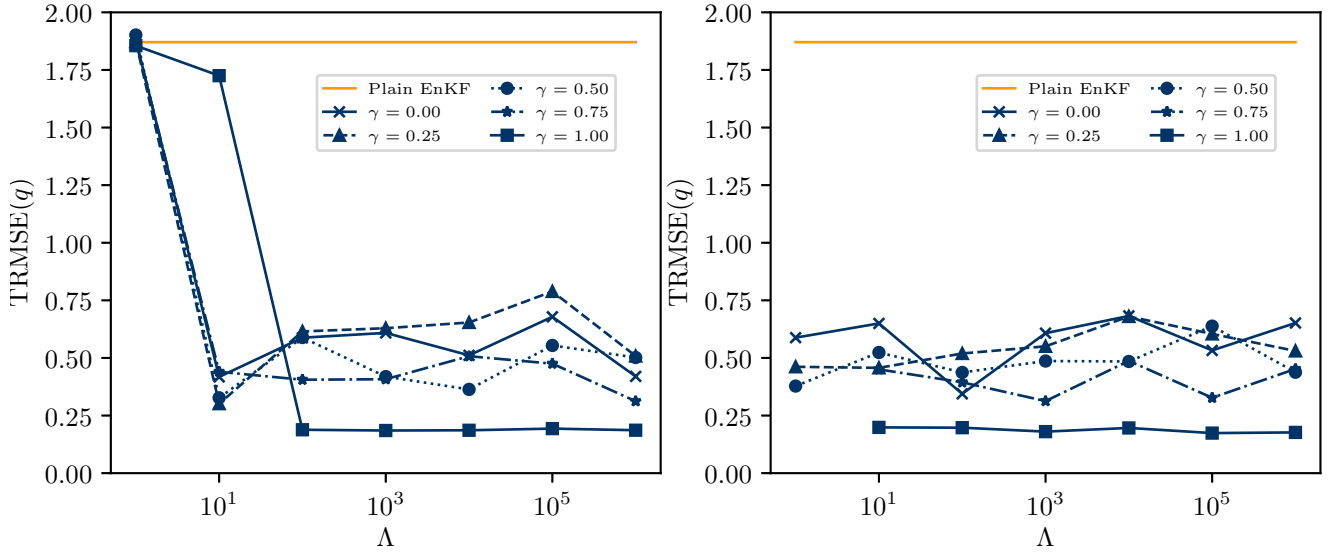 2.00
1.75
1.50
1.25
1.00
0.75
0.50
0.25
0.00
TRMSE(q)
10^1
10^3
10^5
Λ
Plain EnKF
γ = 0.00
γ = 0.25
γ = 0.50
γ = 0.75
γ = 1.00
2.00
1.75
1.50
1.25
1.00
0.75
0.50
0.25
0.00
TRMSE(q)
10^1
10^3
10^5
Λ
Plain EnKF
γ = 0.00
γ = 0.25
γ = 0.50
γ = 0.75
γ = 1.00